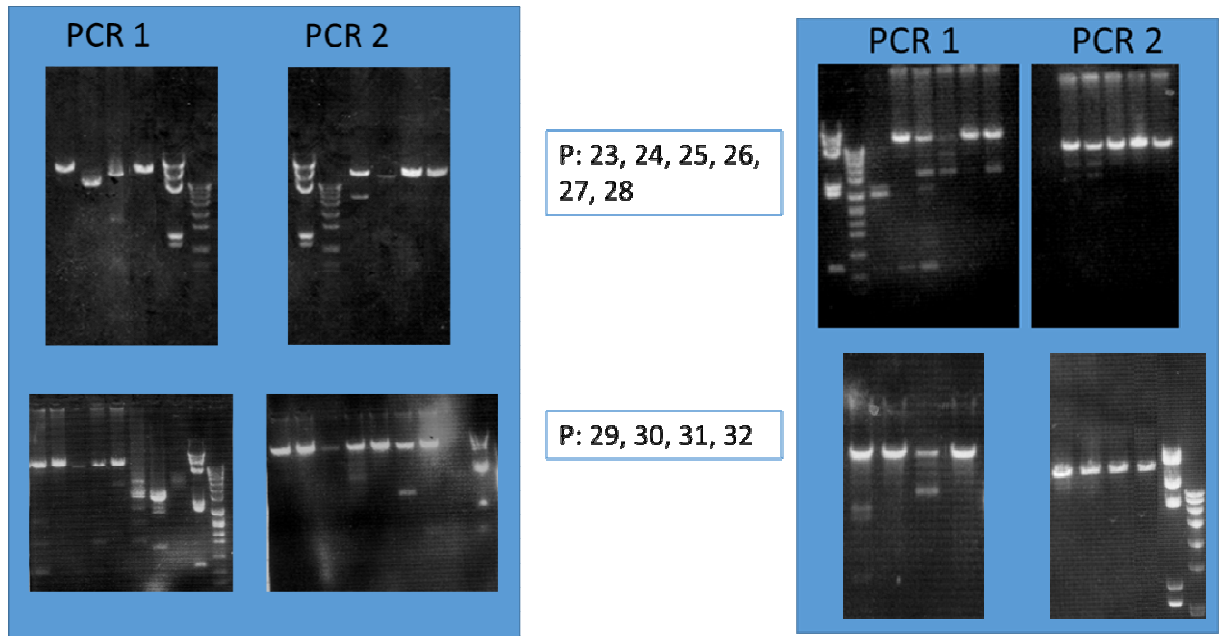 PCR 1
PCR 2
P: 23, 24, 25, 26,
27, 28
P: 29, 30, 31, 32
PCR 1
PCR 2